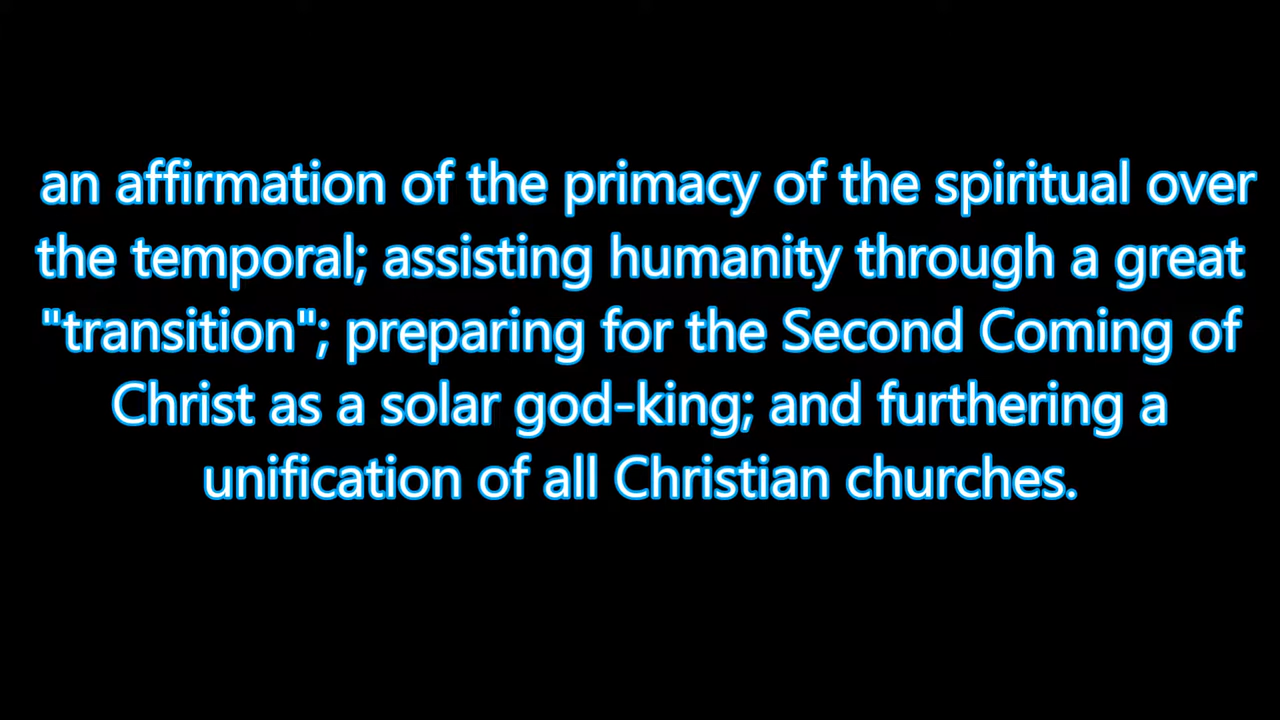 an affirmation of the primacy of the spiritual over
the temporal; assisting humanity through a great
"transition"; preparing for the Second Coming of
Christ as a solar god-king; and furthering a
unification of all Christian churches.